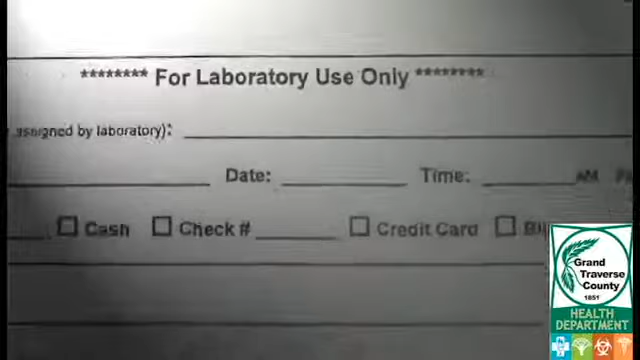 ******** For Laboratory Use Only ********
assigned by laboratory):
Date: Time: AM
Cash Check # Credit Card
Grand
Traverse
County
1851
HEALTH
DEPARTMENT